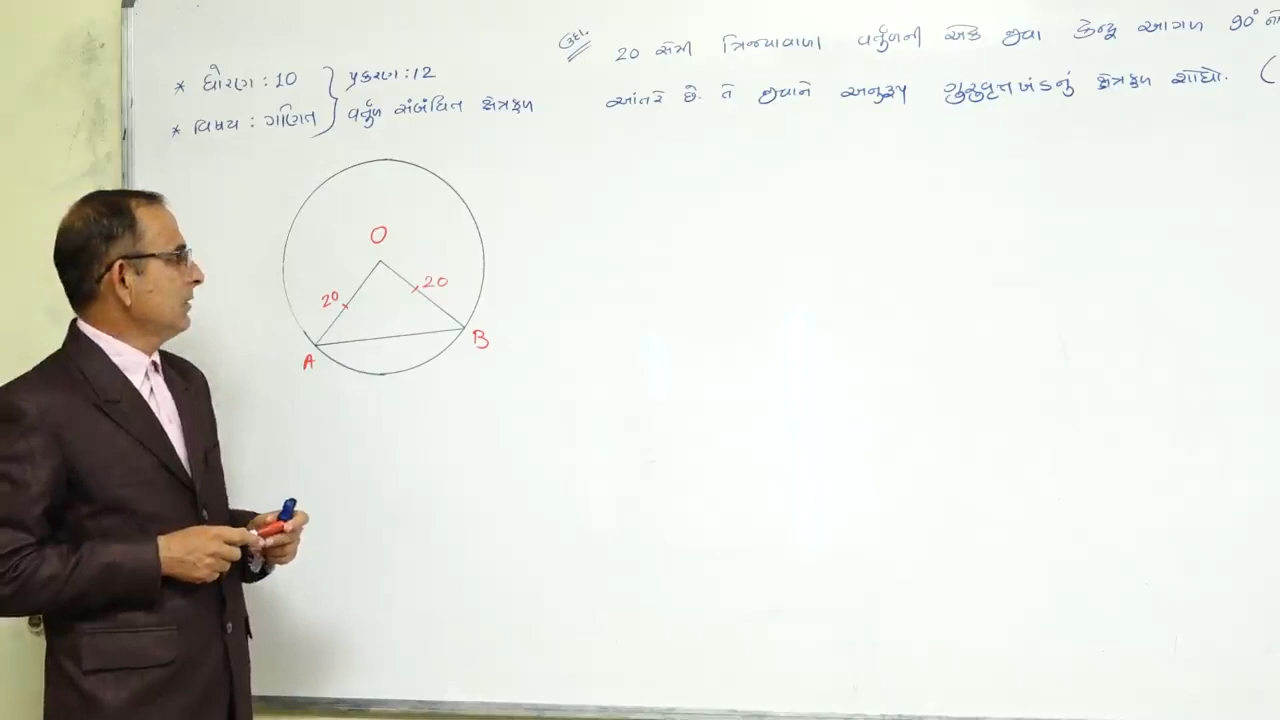 * ધોરણ : 10
* વિષય : ગણિત
પ્રકરણ : 12
વર્તુળ સંબંધિત ક્ષેત્રફળ
ઉદા. 20 સેમી ત્રિજ્યાવાળા વર્તુળની એક જીવા કેન્દ્ર આગળ 90°નો
આંતરે છે. તે જીવાને અનુરૂપ ગુરુવૃત્તખંડનું ક્ષેત્રફળ શોધો. (
O
20
20
A
B